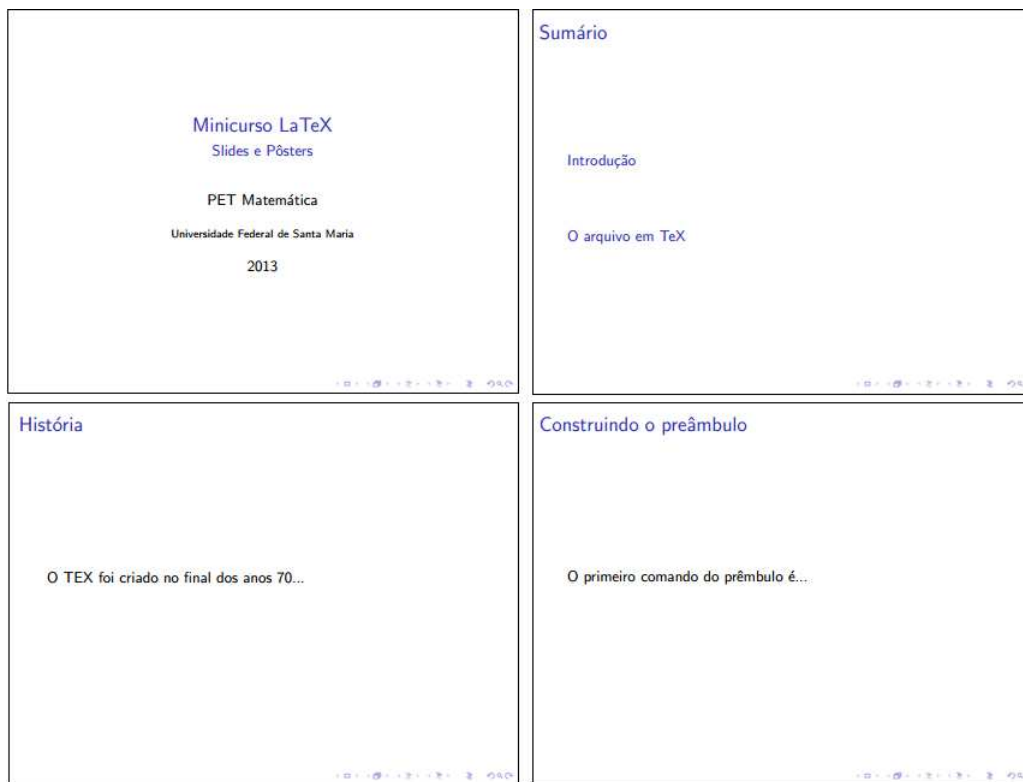 Minicurso LaTeX
Slides e Pôsters
PET Matemática
Universidade Federal de Santa Maria
2013
Sumário
Introdução
O arquivo em TeX
História
O TEX foi criado no final dos anos 70...
Construindo o preâmbulo
O primeiro comando do prêmbulo é...